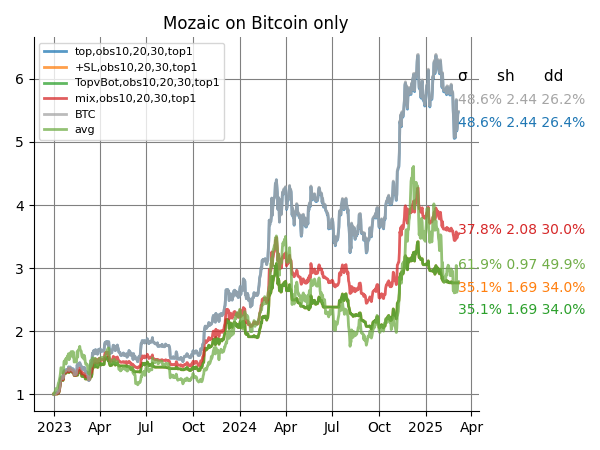 Mozaic on Bitcoin only
top,obs10,20,30,top1
+SL,obs10,20,30,top1
TopvBot,obs10,20,30,top1
mix,obs10,20,30,top1
BTC
avg
σ sh dd
48.6% 2.44 26.2%
48.6% 2.44 26.4%
37.8% 2.08 30.0%
61.9% 0.97 49.9%
35.1% 1.69 34.0%
35.1% 1.69 34.0%
6
5
4
3
2
1
2023 Apr Jul Oct 2024 Apr Jul Oct 2025 Apr